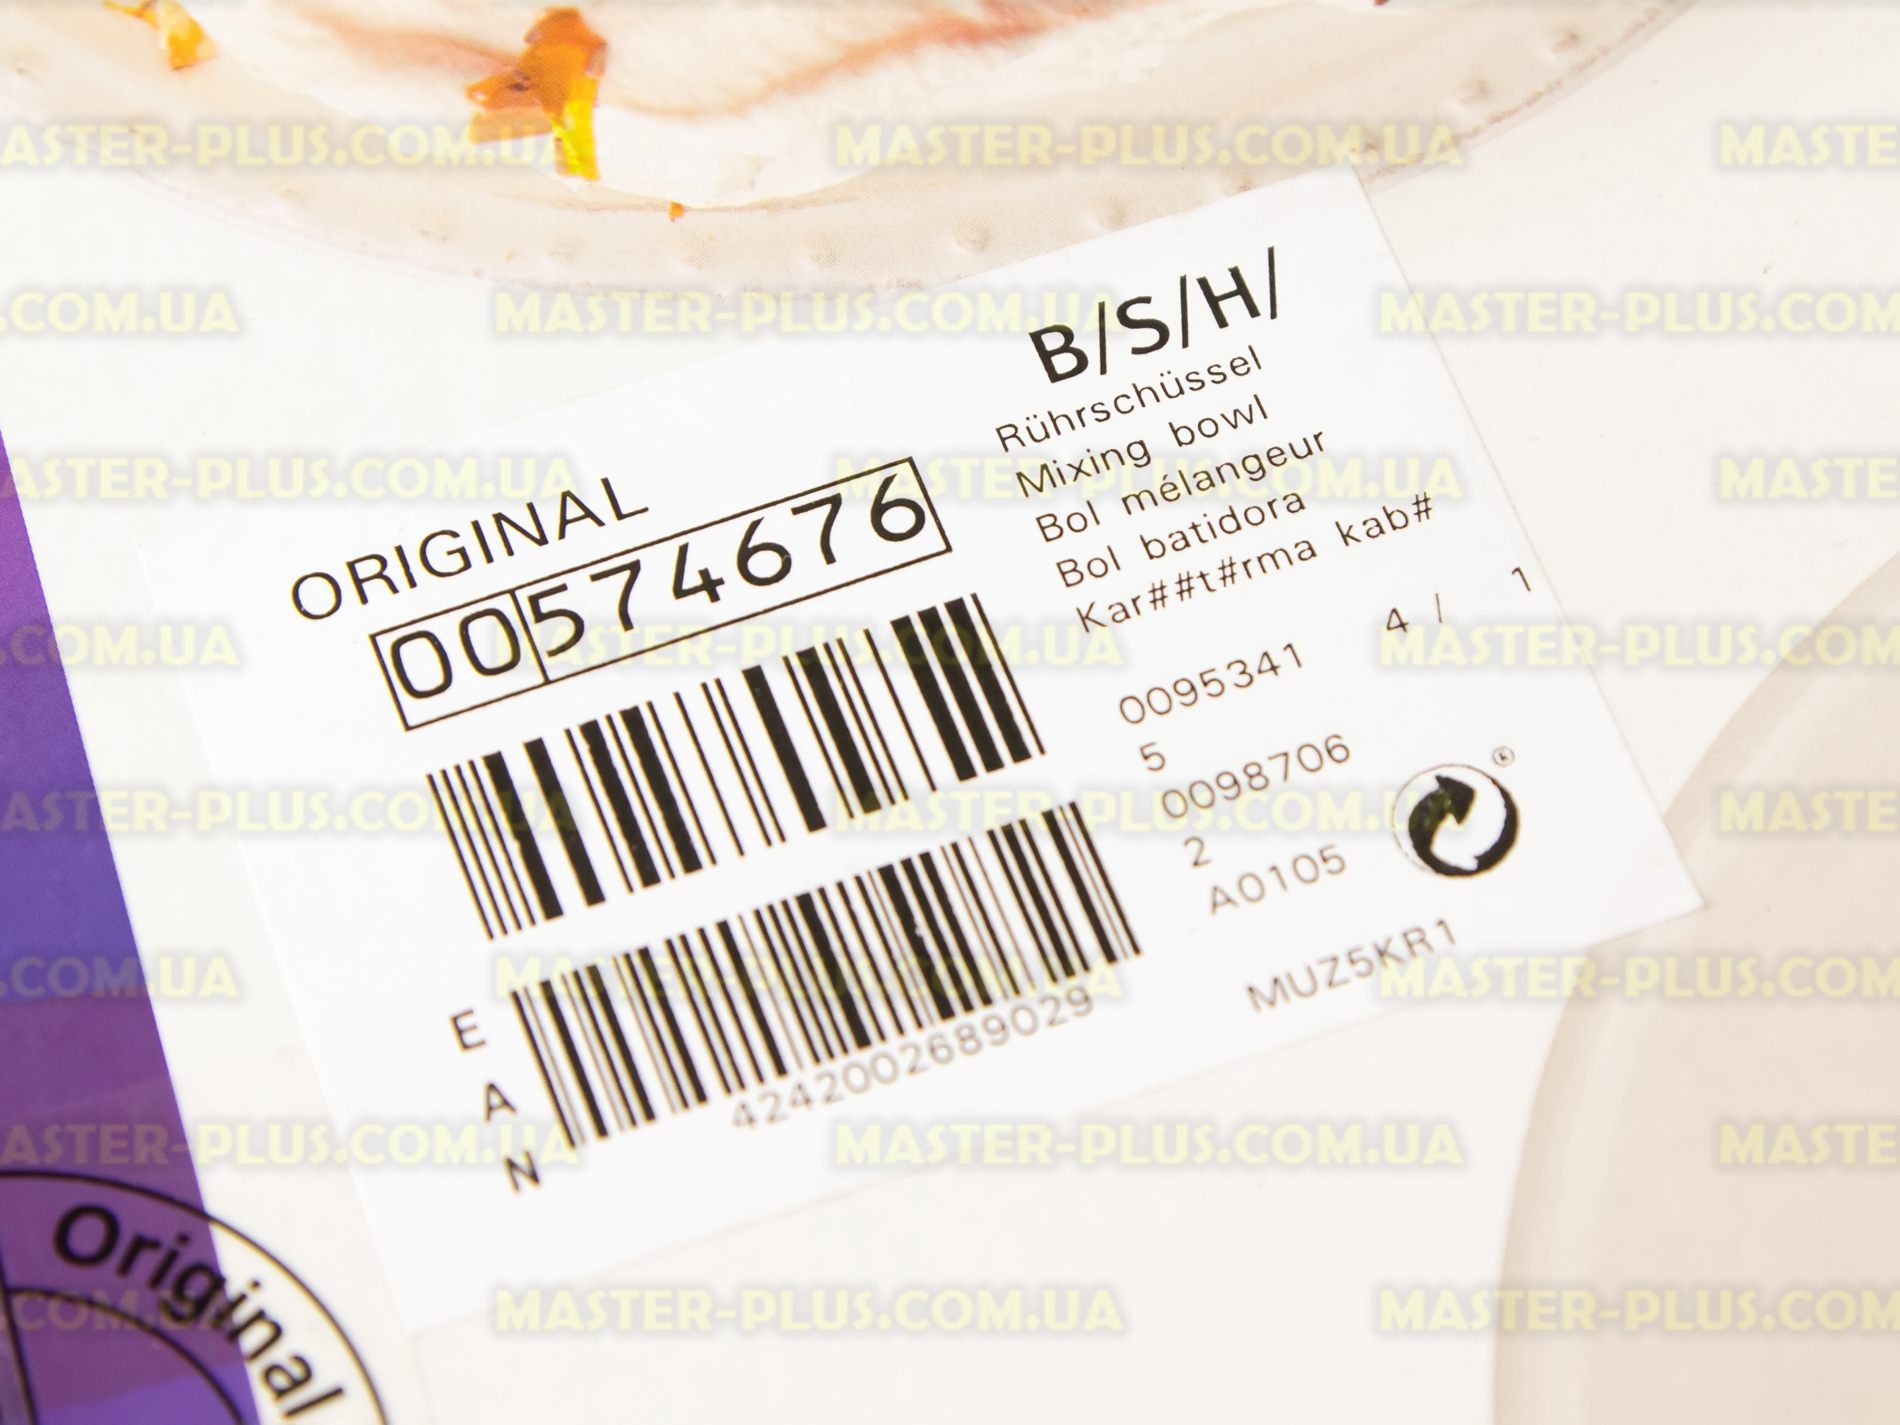 B/S/H/
Rührschüssel
Mixing bowl
Bol mélangeur
Bol batidora
Kar##t#rma kab#
ORIGINAL
00574676
4 / 1
0095341
5
0098706
2
A0105
MUZ5KR1
®
E
A
N
4242002689029
Original
MASTER-PLUS.COM.UA